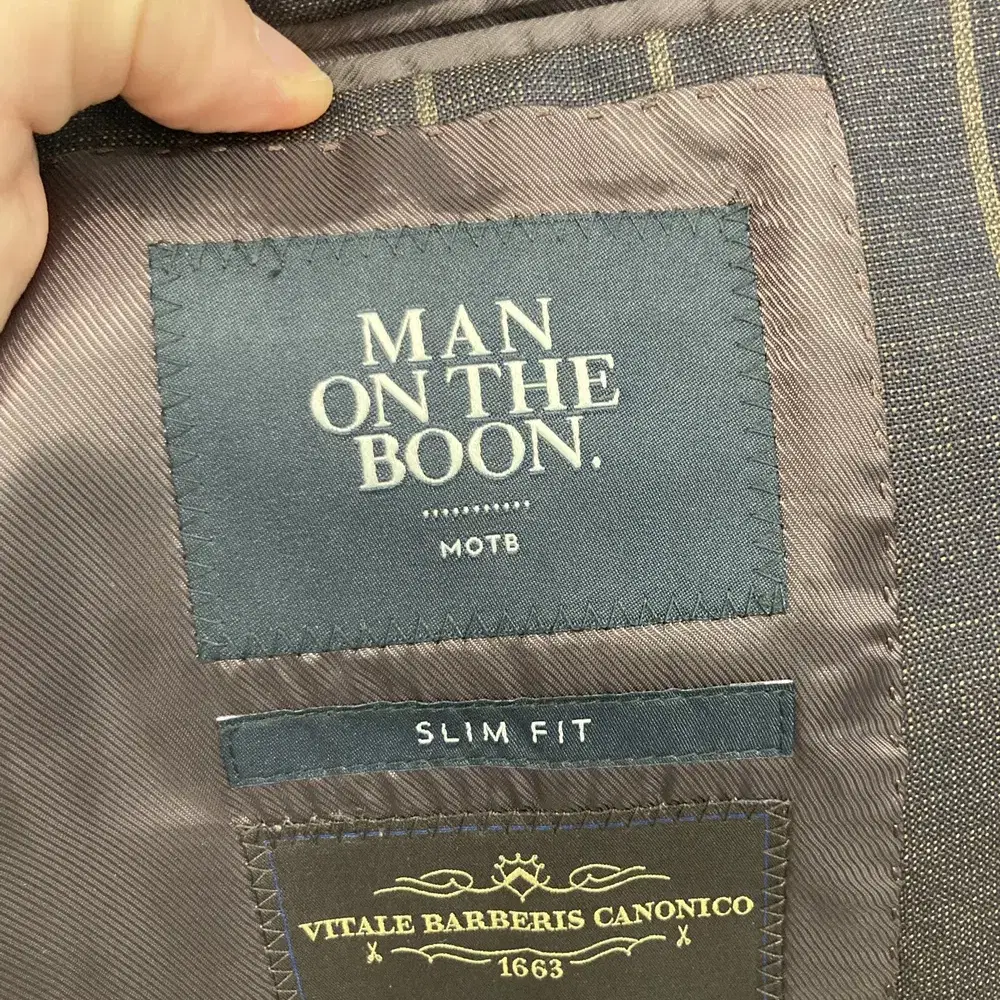 MAN
ON THE
BOON.
MOTB
SLIM FIT
VITALE BARBERIS CANONICO
1663